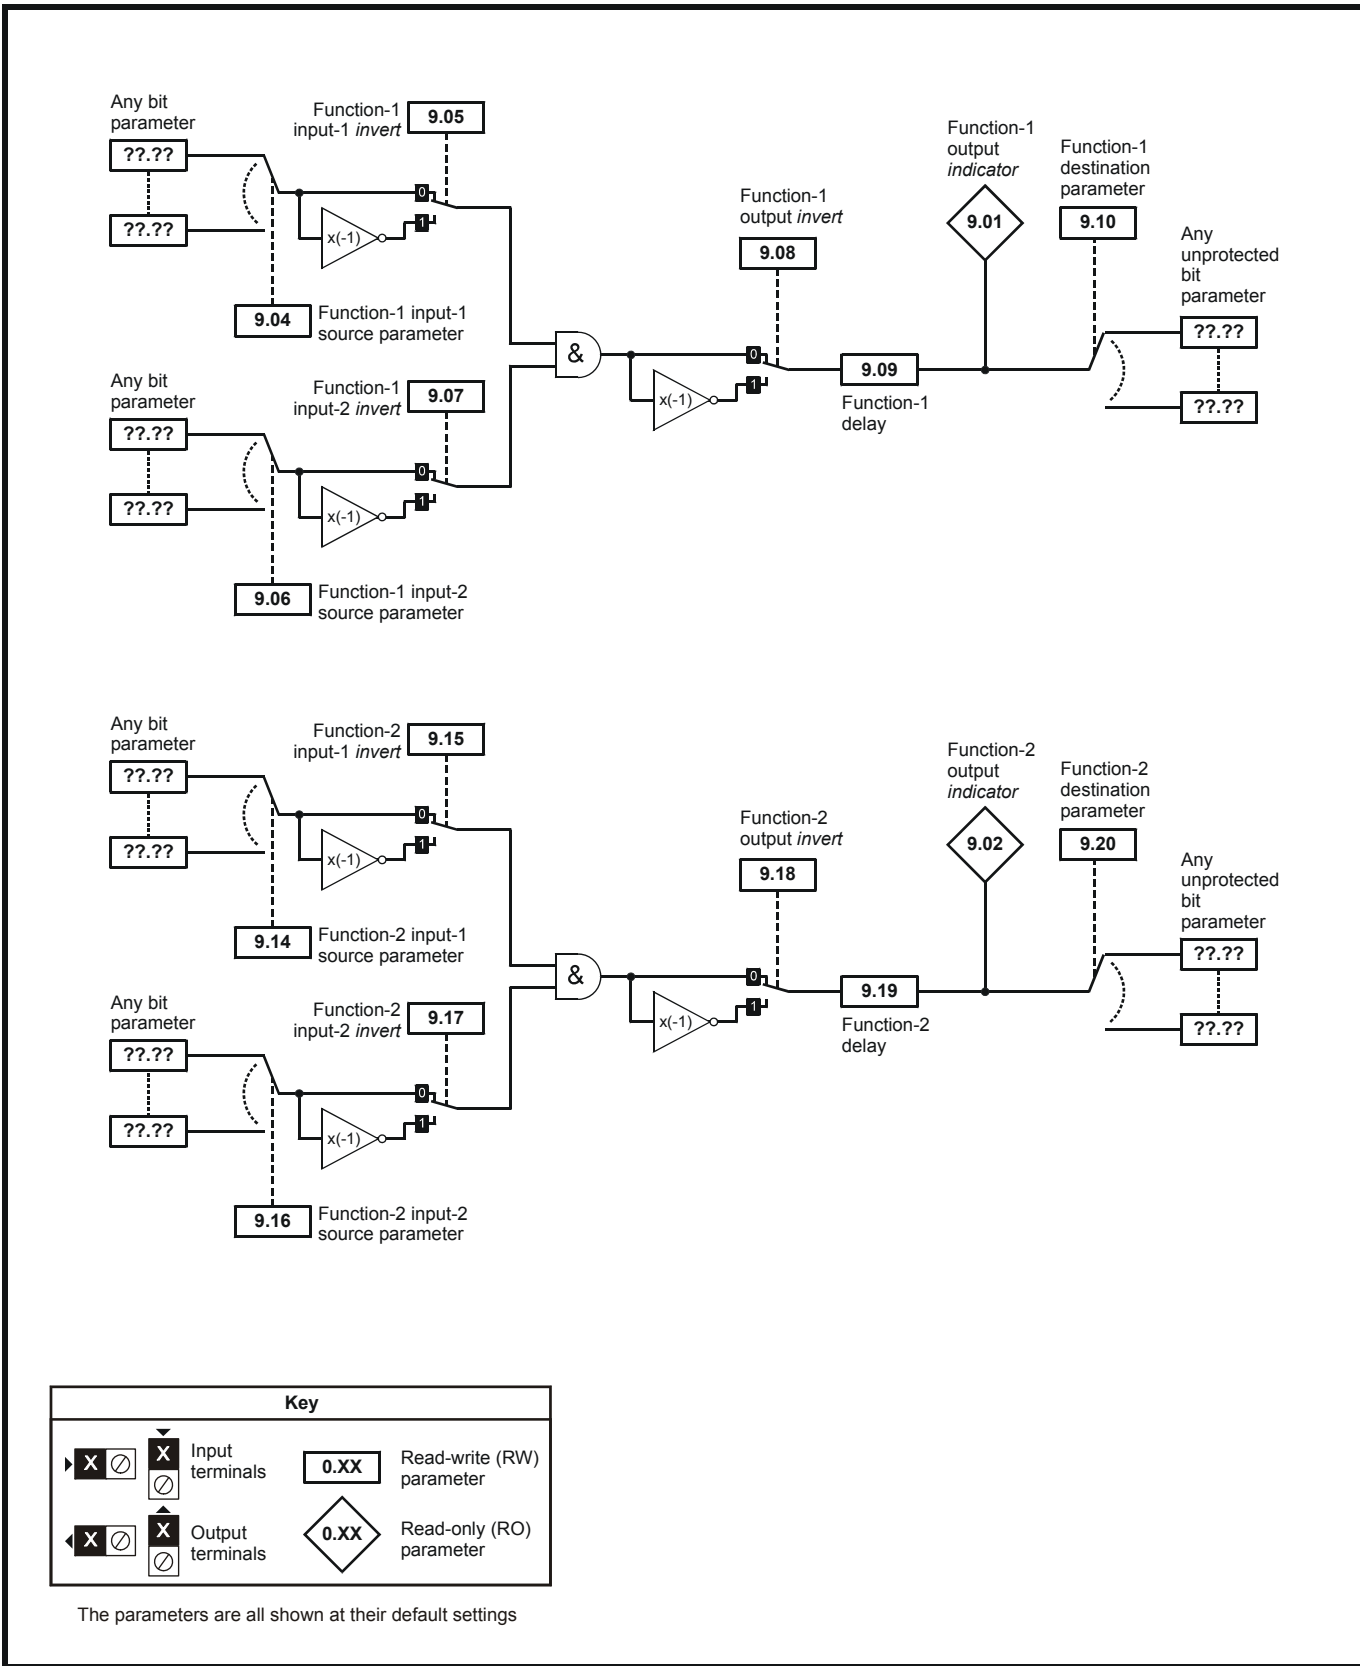 Any bit
parameter
??.??
??.??
Function-1
input-1 invert
9.05
0
1
x(-1)
9.04
Function-1 input-1
source parameter
Any bit
parameter
??.??
??.??
Function-1
input-2 invert
9.07
0
1
x(-1)
9.06
Function-1 input-2
source parameter
&
Function-1
output invert
9.08
0
1
x(-1)
9.09
Function-1
delay
Function-1
output
indicator
9.01
Function-1
destination
parameter
9.10
Any
unprotected
bit
parameter
??.??
??.??
Any bit
parameter
??.??
??.??
Function-2
input-1 invert
9.15
0
1
x(-1)
9.14
Function-2 input-1
source parameter
Any bit
parameter
??.??
??.??
Function-2
input-2 invert
9.17
0
1
x(-1)
9.16
Function-2 input-2
source parameter
&
Function-2
output invert
9.18
0
1
x(-1)
9.19
Function-2
delay
Function-2
output
indicator
9.02
Function-2
destination
parameter
9.20
Any
unprotected
bit
parameter
??.??
??.??
Key
X
X
Input
terminals
0.XX
Read-write (RW)
parameter
X
X
Output
terminals
0.XX
Read-only (RO)
parameter
The parameters are all shown at their default settings